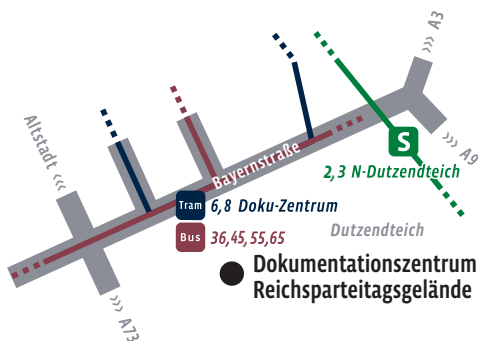 >>> A3
Altstadt <<<
S
>>> A9
Bayernstraße
2,3 N-Dutzendteich
Tram 6,8 Doku-Zentrum
Dutzendteich
Bus 36,45,55,65
Dokumentationszentrum
Reichsparteitagsgelände
>>> A73